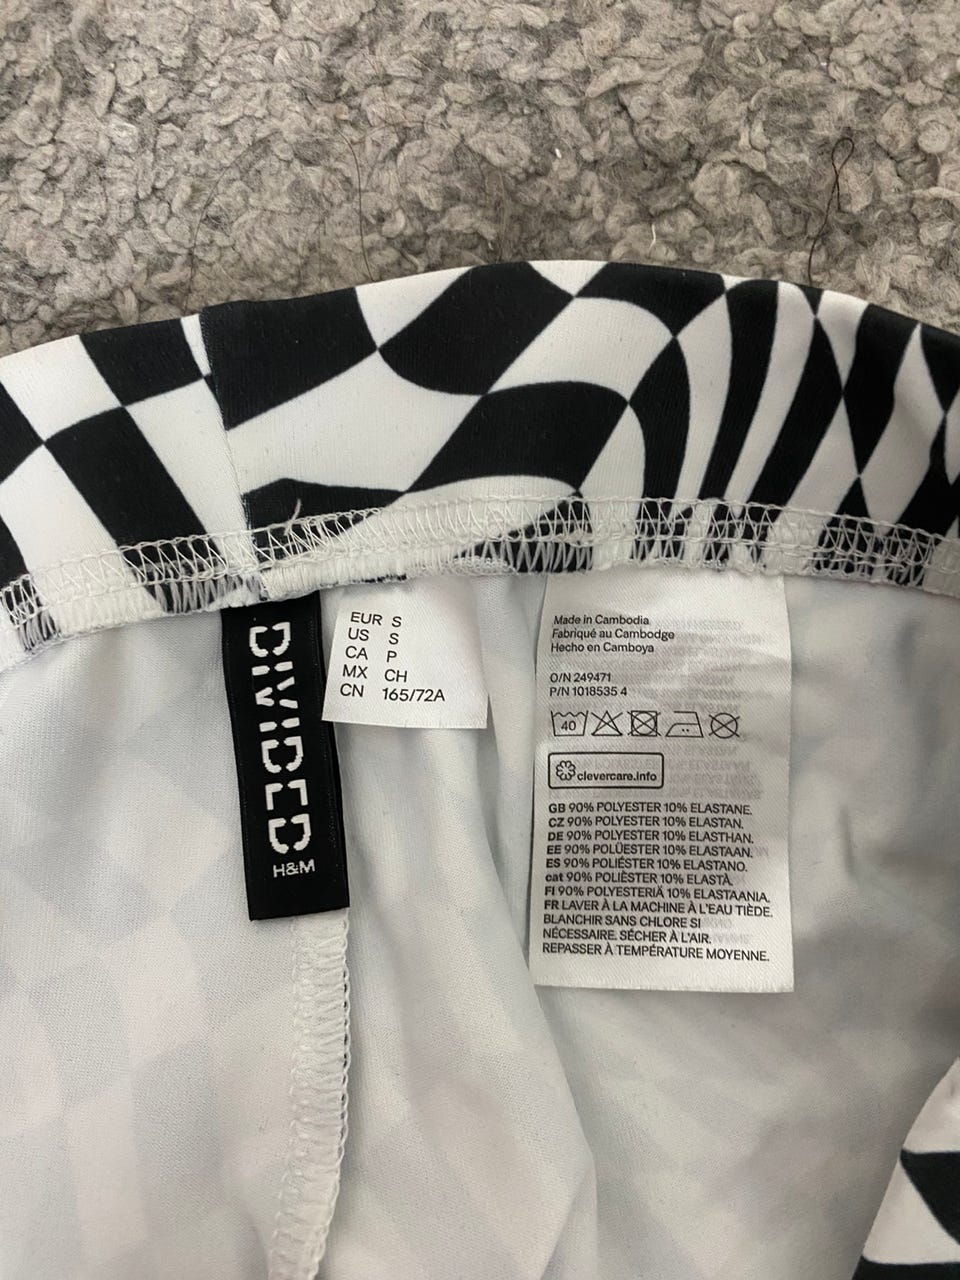 DIVIDED
H&M
EUR S
US S
CA P
MX CH
CN 165/72A
Made in Cambodia
Fabriqué au Cambodge
Hecho en Camboya
O/N 249471
P/N 1018535 4
40
clevercare.info
GB 90% POLYESTER 10% ELASTANE.
CZ 90% POLYESTER 10% ELASTAN.
DE 90% POLYESTER 10% ELASTHAN.
EE 90% POLÜESTER 10% ELASTAAN.
ES 90% POLIÉSTER 10% ELASTANO.
cat 90% POLIÈSTER 10% ELASTÀ.
FI 90% POLYESTERIÄ 10% ELASTAANIA.
FR LAVER À LA MACHINE À L'EAU TIÈDE.
BLANCHIR SANS CHLORE SI
NÉCESSAIRE. SÉCHER À L'AIR.
REPASSER À TEMPÉRATURE MOYENNE.